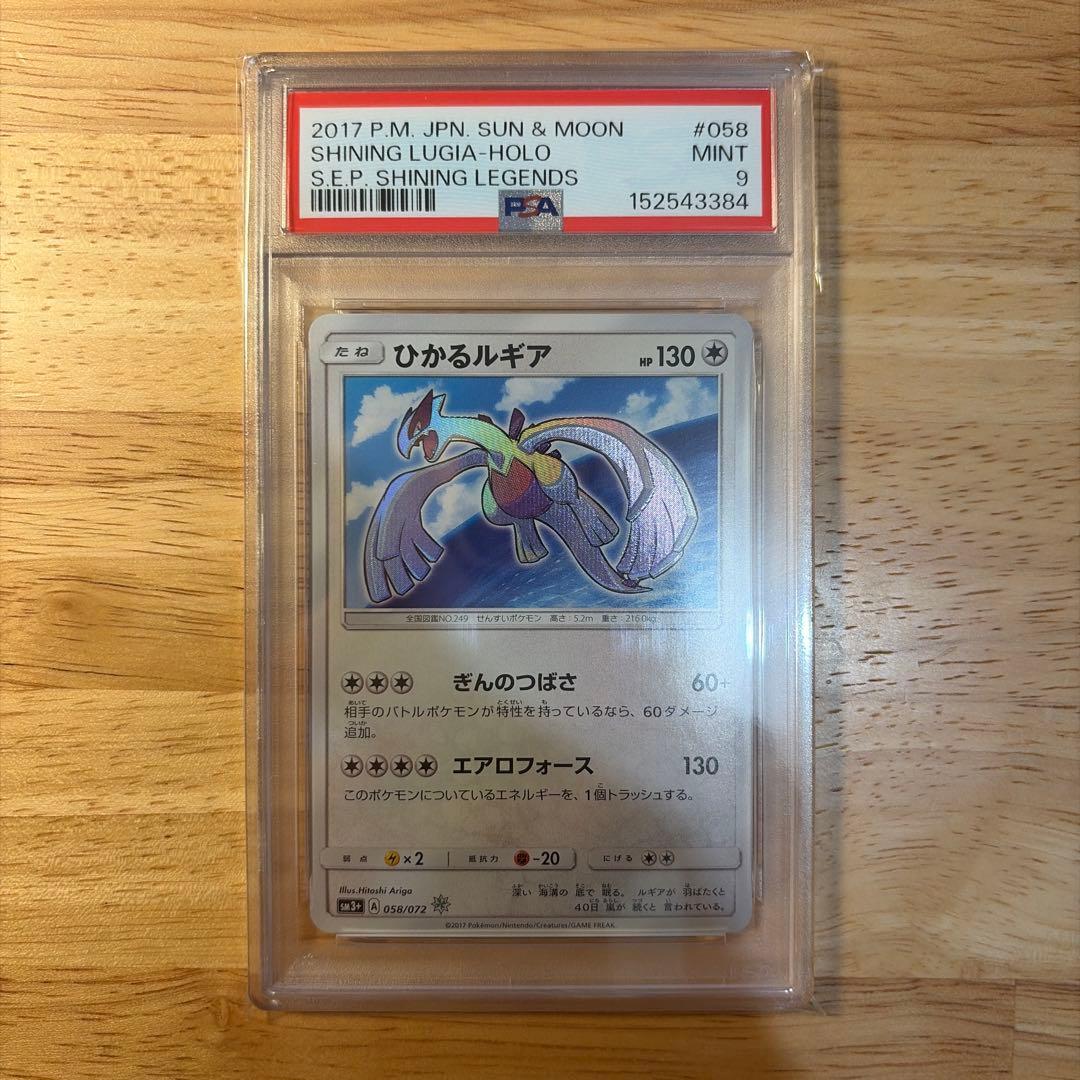 2017 P.M. JPN. SUN & MOON #058
SHINING LUGIA-HOLO MINT
S.E.P. SHINING LEGENDS 9
PSA 152543384
たね ひかるルギア HP 130
全国図鑑NO.249 せんすいポケモン 高さ:5.2m 重さ:216.0kg
ぎんのつばさ 60+
相手のバトルポケモンが特性を持っているなら、60ダメージ
追加。
エアロフォース 130
このポケモンについているエネルギーを、1個トラッシュする。
弱点 ×2 抵抗力 -20 にげる
Illus.Hitoshi Ariga
深い海溝の底で眠る。ルギアが羽ばたくと
40日嵐が続くと言われている。
SM3+ A 058/072
©2017 Pokémon/Nintendo/Creatures/GAME FREAK.